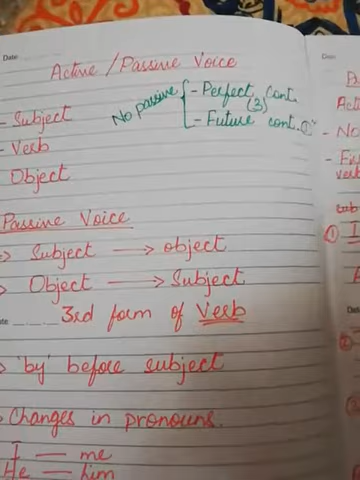 Date
Active / Passive Voice
No passive - Perfect cont. (3)
- Future cont.
- Subject
- Verb
Object
Passive Voice
Subject → object
Object → Subject
3rd form of Verb
'by' before subject
Changes in pronouns.
I — me
He — him
Date
- No
verb
sub
① I
Date
②